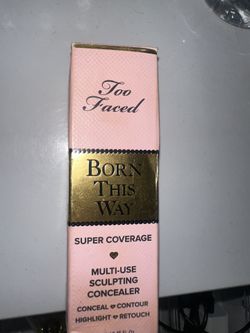 Too
Faced
BORN
THIS
WAY
SUPER COVERAGE
MULTI-USE
SCULPTING
CONCEALER
CONCEAL ♥ CONTOUR
HIGHLIGHT ♥ RETOUCH